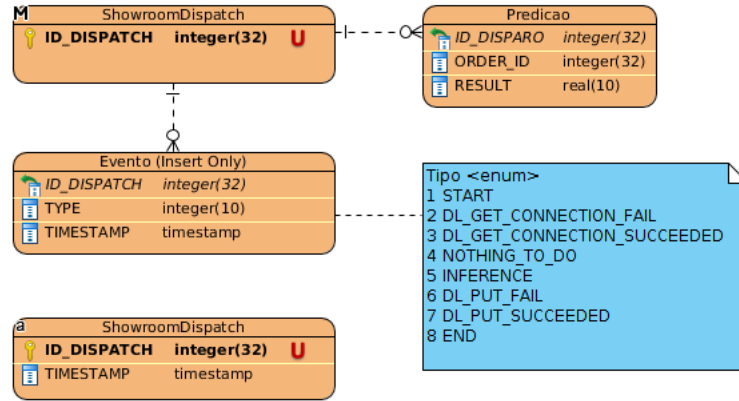 M
ShowroomDispatch
ID_DISPATCH integer(32) U
Predicao
ID_DISPARO integer(32)
ORDER_ID integer(32)
RESULT real(10)
Evento (Insert Only)
ID_DISPATCH integer(32)
TYPE integer(10)
TIMESTAMP timestamp
Tipo <enum>
1 START
2 DL_GET_CONNECTION_FAIL
3 DL_GET_CONNECTION_SUCCEEDED
4 NOTHING_TO_DO
5 INFERENCE
6 DL_PUT_FAIL
7 DL_PUT_SUCCEEDED
8 END
a
ShowroomDispatch
ID_DISPATCH integer(32) U
TIMESTAMP timestamp